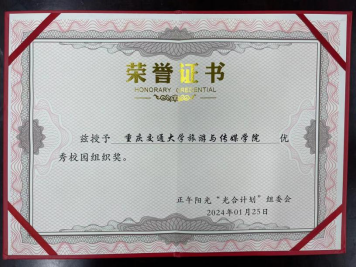 荣誉证书
HONORARY CREDENTIAL
兹授予 重庆交通大学旅游与传媒学院 优
秀校园组织奖。
正午阳光“光合计划”组委会
2024年01月25日